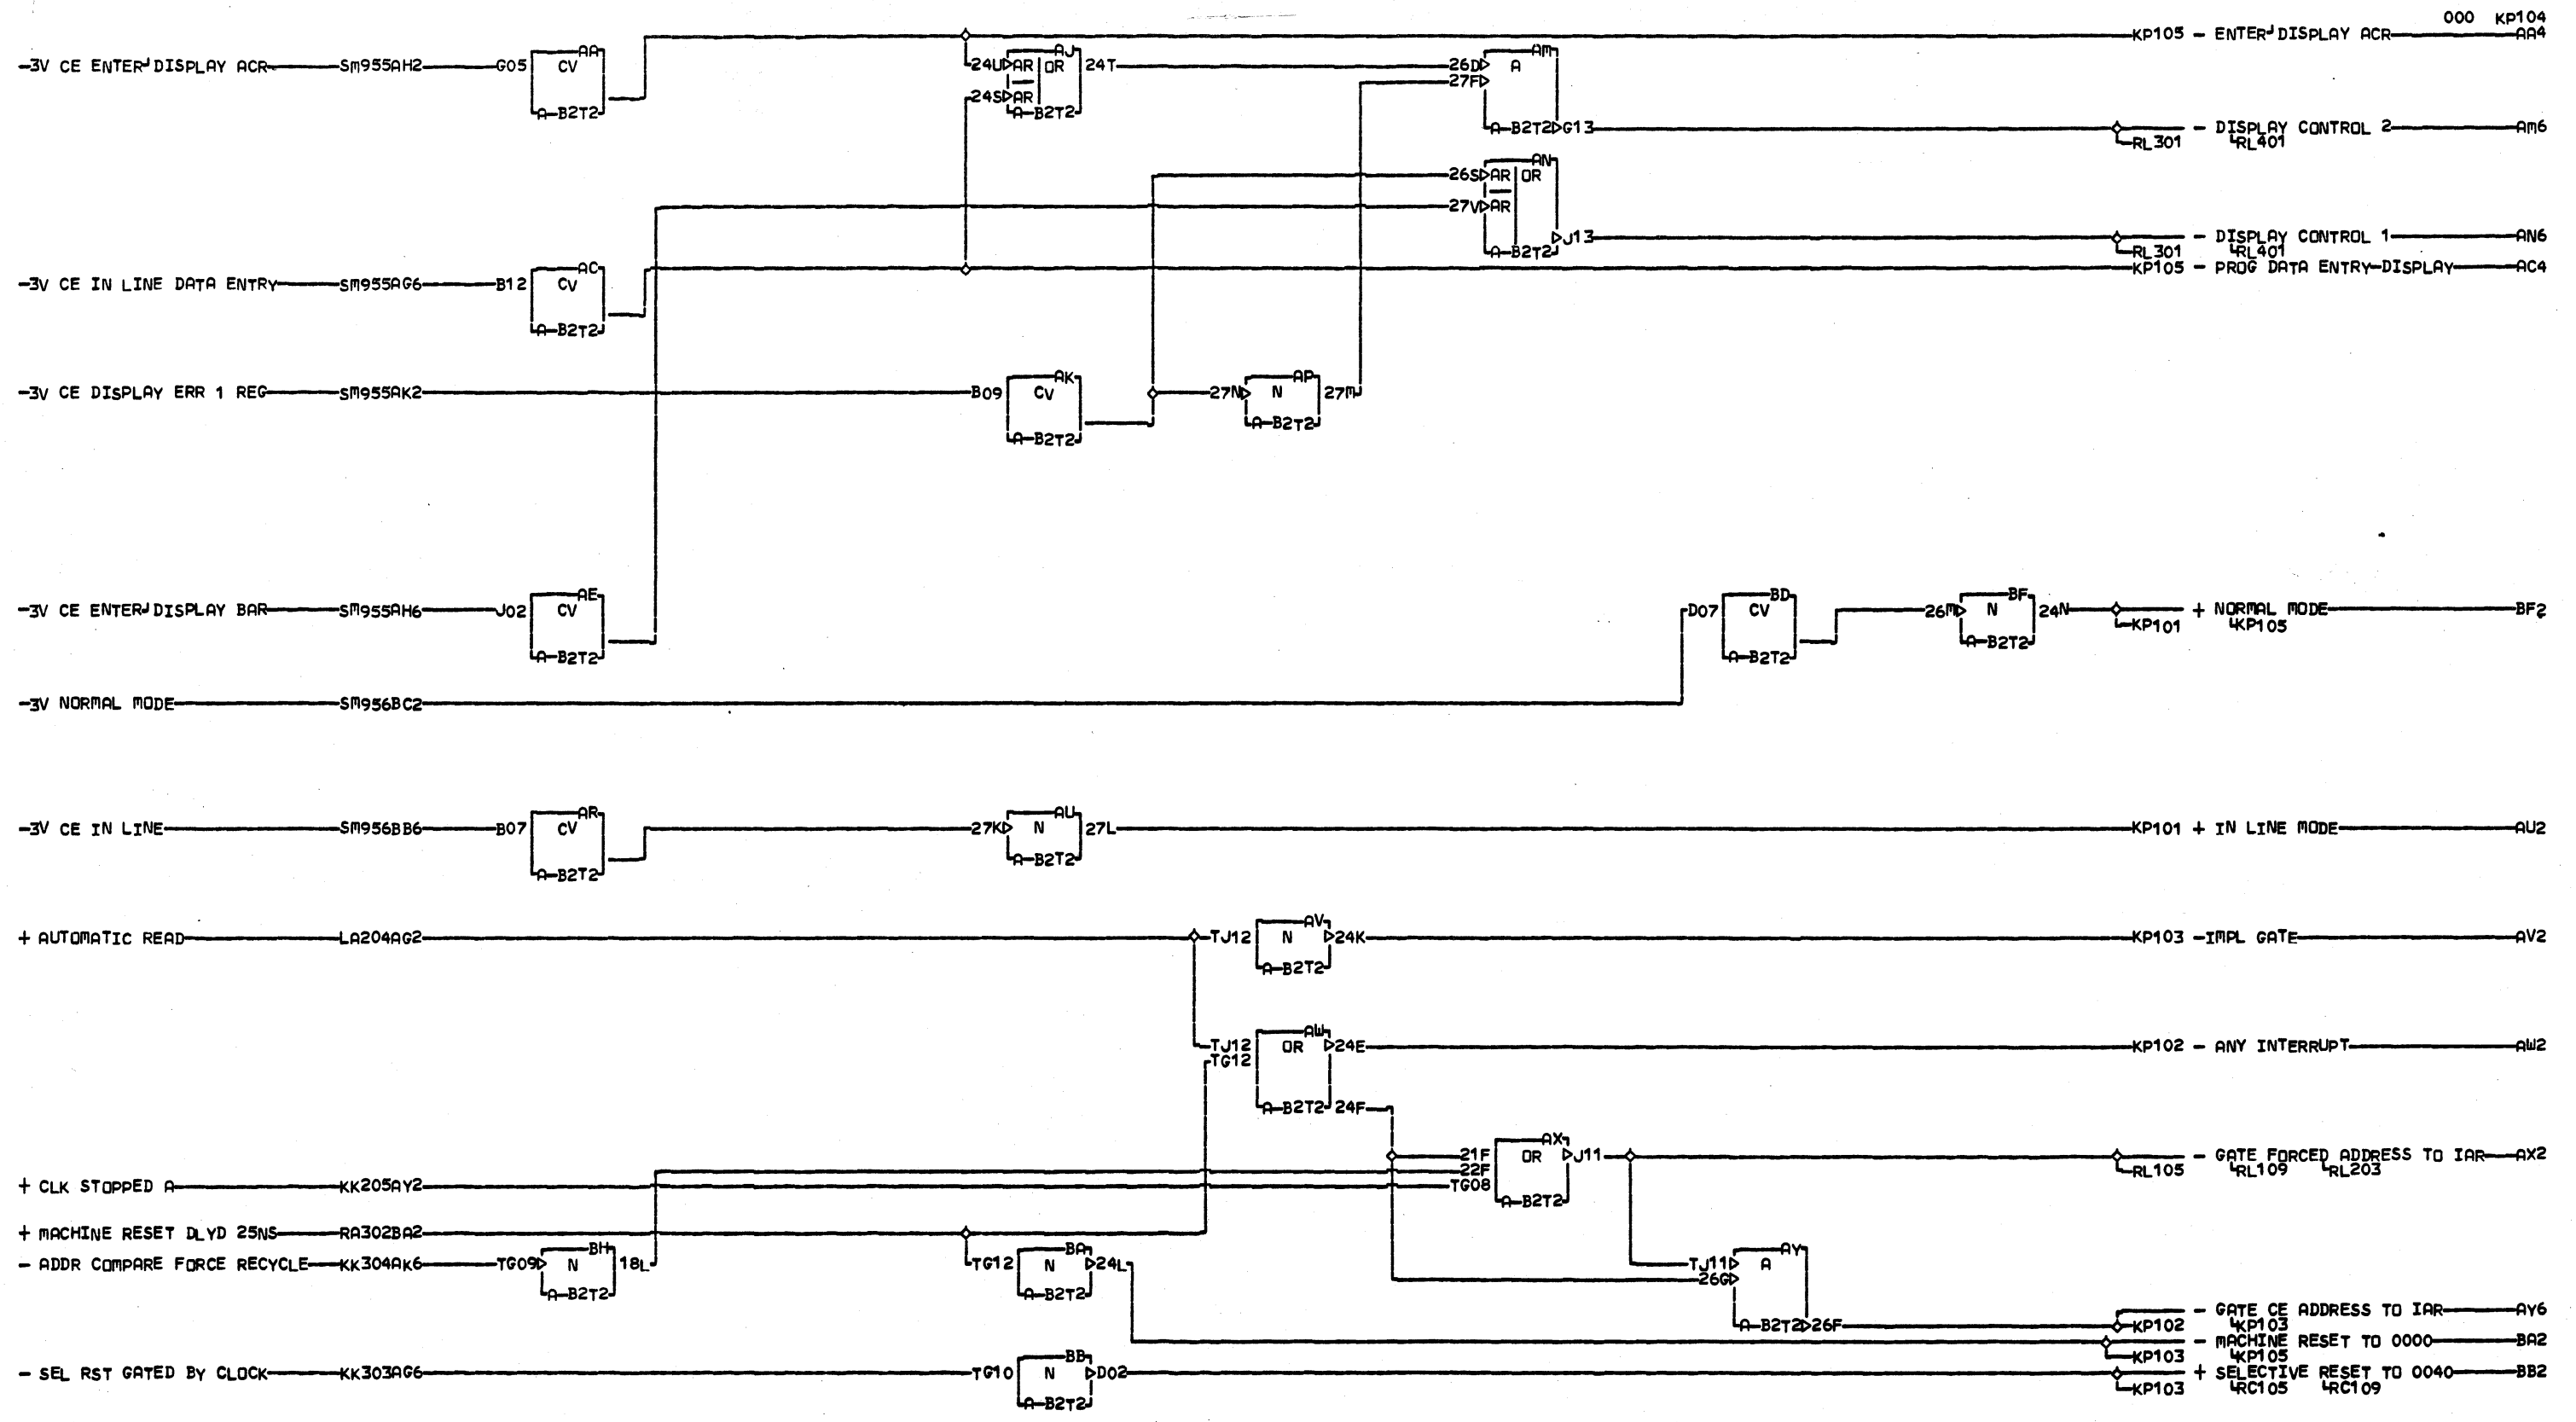 000 KP104
KP105 - ENTER DISPLAY ACR AA4
-3V CE ENTER DISPLAY ACR SM955AH2 G05 AA CV A-B2T2
24U AR OR AJ 24T
24S AR A-B2T2
26D A AM
27F
A-B2T2 G13 - DISPLAY CONTROL 2 AM6
RL301 RL401
26S AR OR AN
27V AR
A-B2T2 J13 - DISPLAY CONTROL 1 AN6
RL301 RL401
KP105 - PROG DATA ENTRY-DISPLAY AC4
-3V CE IN LINE DATA ENTRY SM955AG6 B12 AC CV
A-B2T2
-3V CE DISPLAY ERR 1 REG SM955AK2 B09 AK CV 27N AP N 27M
A-B2T2 A-B2T2
-3V CE ENTER DISPLAY BAR SM955AH6 J02 AE CV D07 BD CV 26M BF N 24N + NORMAL MODE BF2
KP101 KP105
A-B2T2 A-B2T2 A-B2T2
-3V NORMAL MODE SM956BC2
-3V CE IN LINE SM956BB6 B07 AR CV 27K AU N 27L KP101 + IN LINE MODE AU2
A-B2T2 A-B2T2
+ AUTOMATIC READ LA204AG2 TJ12 AV N 24K KP103 -IMPL GATE AV2
A-B2T2
TJ12 AW OR 24E KP102 - ANY INTERRUPT AW2
TG12
A-B2T2 24F
21F AX OR J11 - GATE FORCED ADDRESS TO IAR AX2
22F RL105 RL109 RL203
+ CLK STOPPED A KK205AY2 TG08
A-B2T2
+ MACHINE RESET DLYD 25NS RA302BA2
- ADDR COMPARE FORCE RECYCLE KK304AK6 TG09 BH N 18L TG12 BA N 24L TJ11 AY A
26G
A-B2T2 A-B2T2
- GATE CE ADDRESS TO IAR AY6
A-B2T2 26F KP102 KP103
- MACHINE RESET TO 0000 BA2
KP103 KP105
- SEL RST GATED BY CLOCK KK303AG6 TG10 BB N D02 + SELECTIVE RESET TO 0040 BB2
KP103 RC105 RC109
A-B2T2